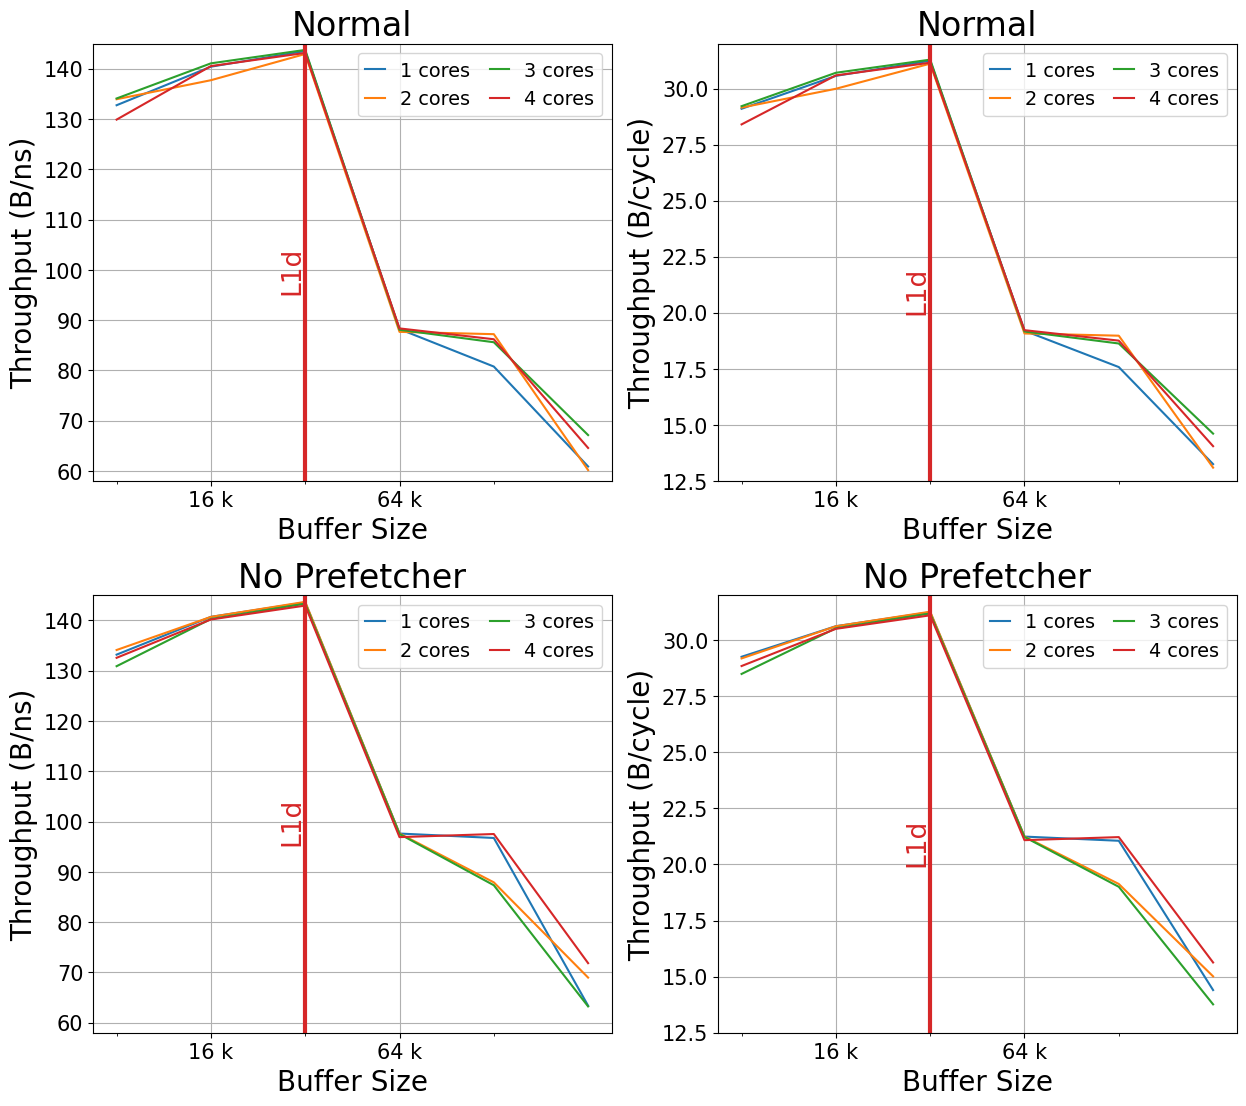 Normal
140
130
120
110
100
90
80
70
60
Throughput (B/ns)
1 cores
2 cores
3 cores
4 cores
L1d
16 k
64 k
Buffer Size
Normal
30.0
27.5
25.0
22.5
20.0
17.5
15.0
12.5
Throughput (B/cycle)
1 cores
2 cores
3 cores
4 cores
L1d
16 k
64 k
Buffer Size
No Prefetcher
140
130
120
110
100
90
80
70
60
Throughput (B/ns)
1 cores
2 cores
3 cores
4 cores
L1d
16 k
64 k
Buffer Size
No Prefetcher
30.0
27.5
25.0
22.5
20.0
17.5
15.0
12.5
Throughput (B/cycle)
1 cores
2 cores
3 cores
4 cores
L1d
16 k
64 k
Buffer Size